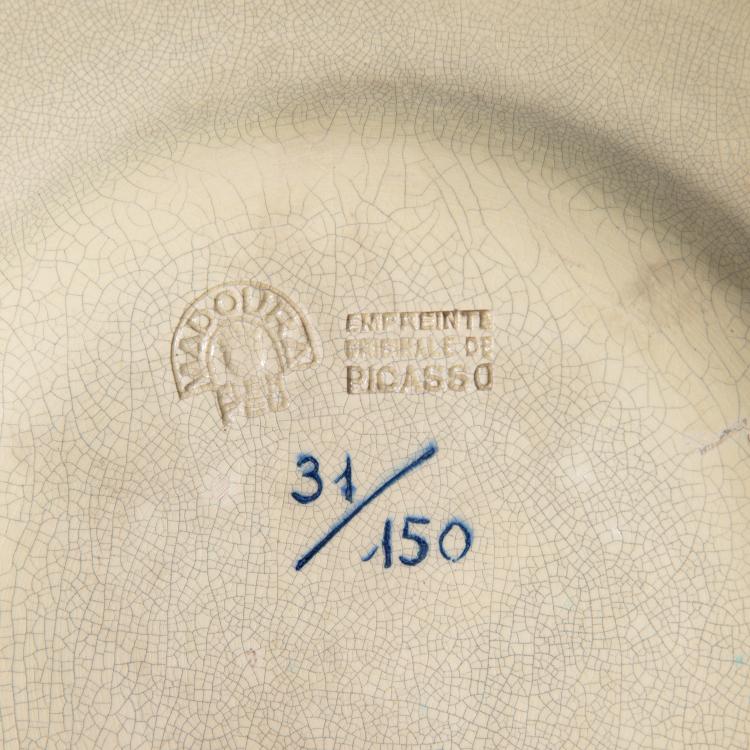 MADOURA
EMPREINTE
ORIGINALE DE
PICASSO
31/150